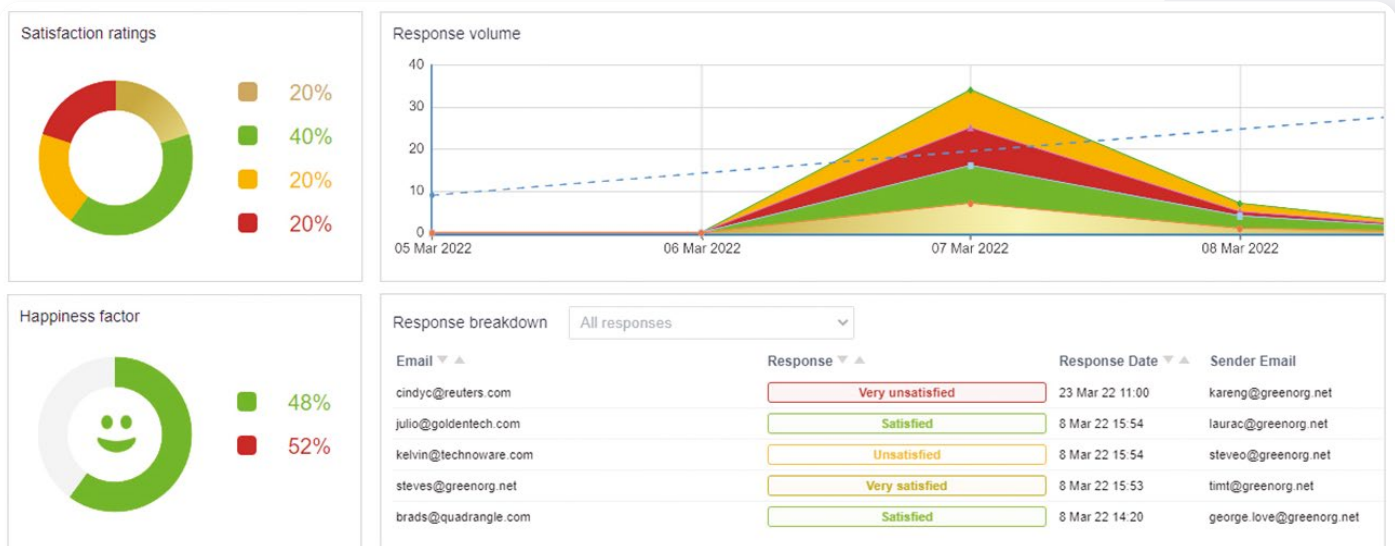 Satisfaction ratings
20%
40%
20%
20%
Response volume
40
30
20
10
0
05 Mar 2022 06 Mar 2022 07 Mar 2022 08 Mar 2022
Happiness factor
48%
52%
Response breakdown All responses
Email Response Response Date Sender Email
cindyc@reuters.com Very unsatisfied 23 Mar 22 11:00 kareng@greenorg.net
julio@goldentech.com Satisfied 8 Mar 22 15:54 laurac@greenorg.net
kelvin@technoware.com Unsatisfied 8 Mar 22 15:54 steveo@greenorg.net
steves@greenorg.net Very satisfied 8 Mar 22 15:53 timt@greenorg.net
brads@quadrangle.com Satisfied 8 Mar 22 14:20 george.love@greenorg.net